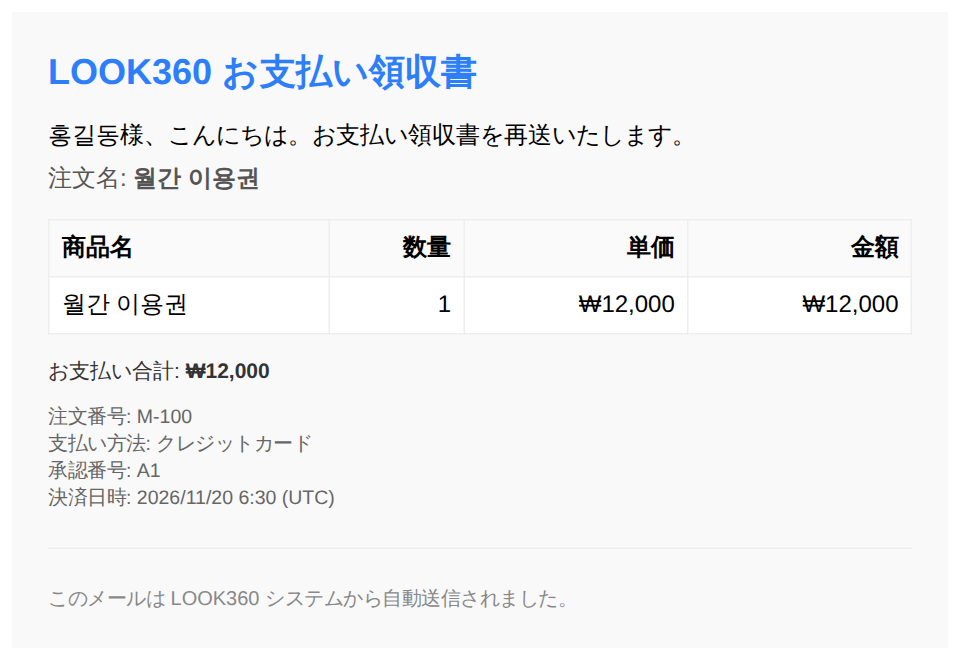 LOOK360 お支払い領収書
홍길동様、こんにちは。お支払い領収書を再送いたします。
注文名: 월간 이용권
商品名 数量 単価 金額
월간 이용권 1 ₩12,000 ₩12,000
お支払い合計: ₩12,000
注文番号: M-100
支払い方法: クレジットカード
承認番号: A1
決済日時: 2026/11/20 6:30 (UTC)
このメールは LOOK360 システムから自動送信されました。